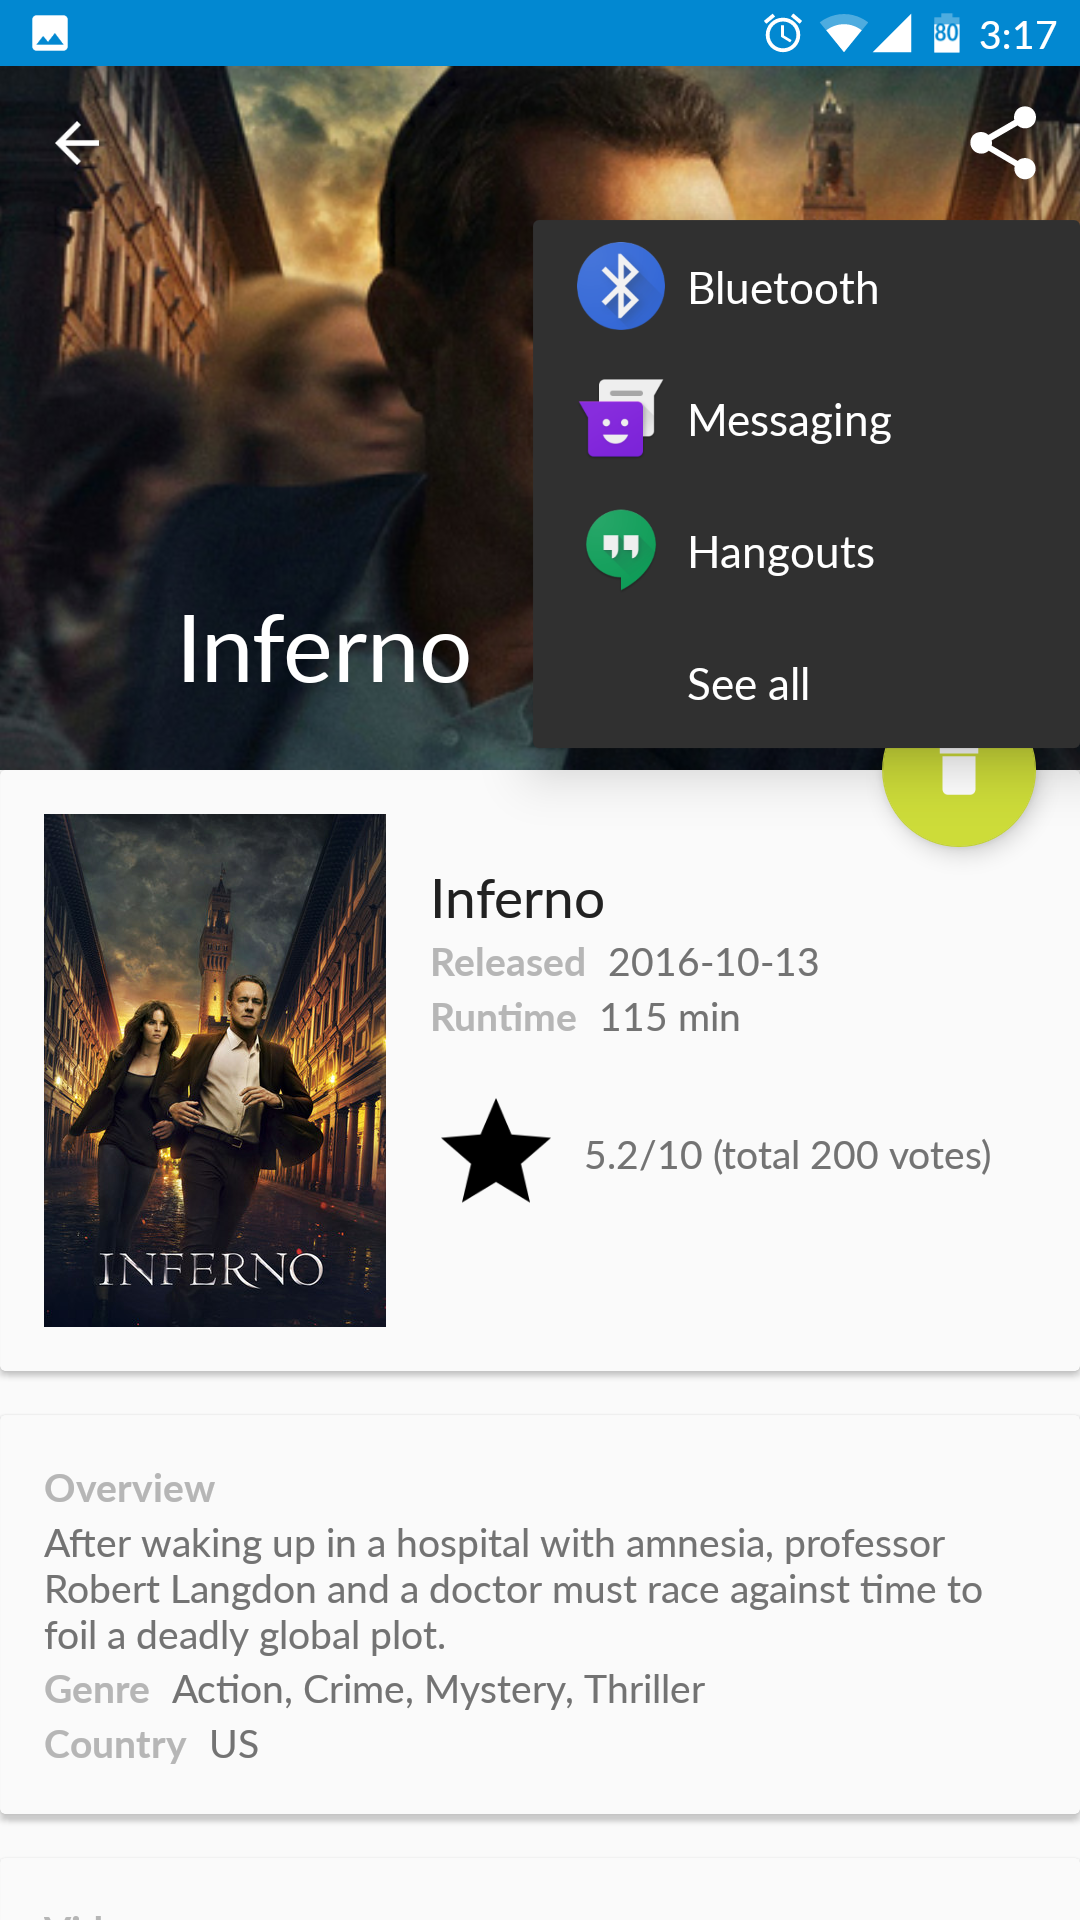 80 3:17
Bluetooth
Messaging
Hangouts
See all
Inferno
INFERNO
Inferno
Released 2016-10-13
Runtime 115 min
5.2/10 (total 200 votes)
Overview
After waking up in a hospital with amnesia, professor
Robert Langdon and a doctor must race against time to
foil a deadly global plot.
Genre Action, Crime, Mystery, Thriller
Country US